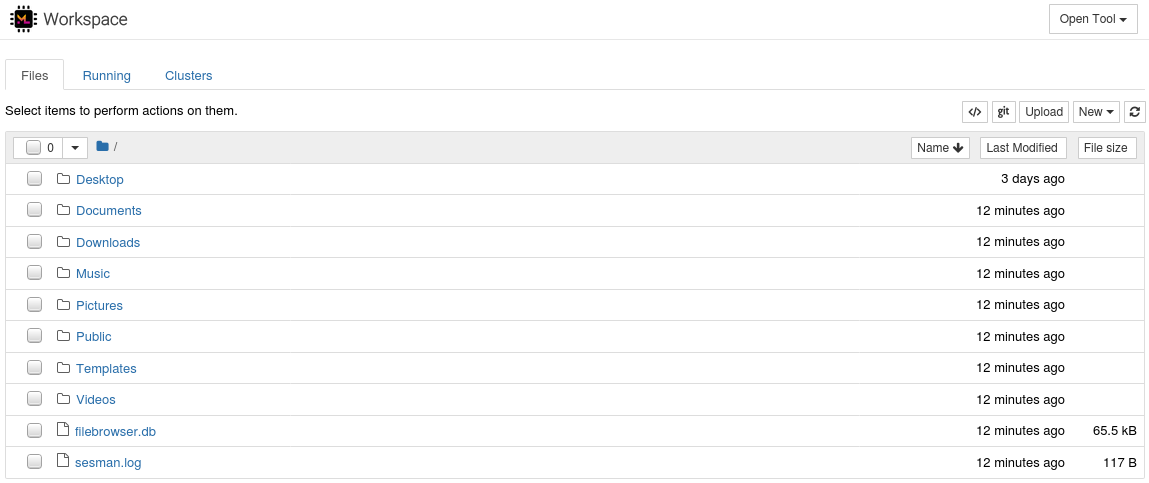 Workspace Open Tool
Files Running Clusters
Select items to perform actions on them. </> git Upload New
0 / Name Last Modified File size
Desktop 3 days ago
Documents 12 minutes ago
Downloads 12 minutes ago
Music 12 minutes ago
Pictures 12 minutes ago
Public 12 minutes ago
Templates 12 minutes ago
Videos 12 minutes ago
filebrowser.db 12 minutes ago 65.5 kB
sesman.log 12 minutes ago 117 B